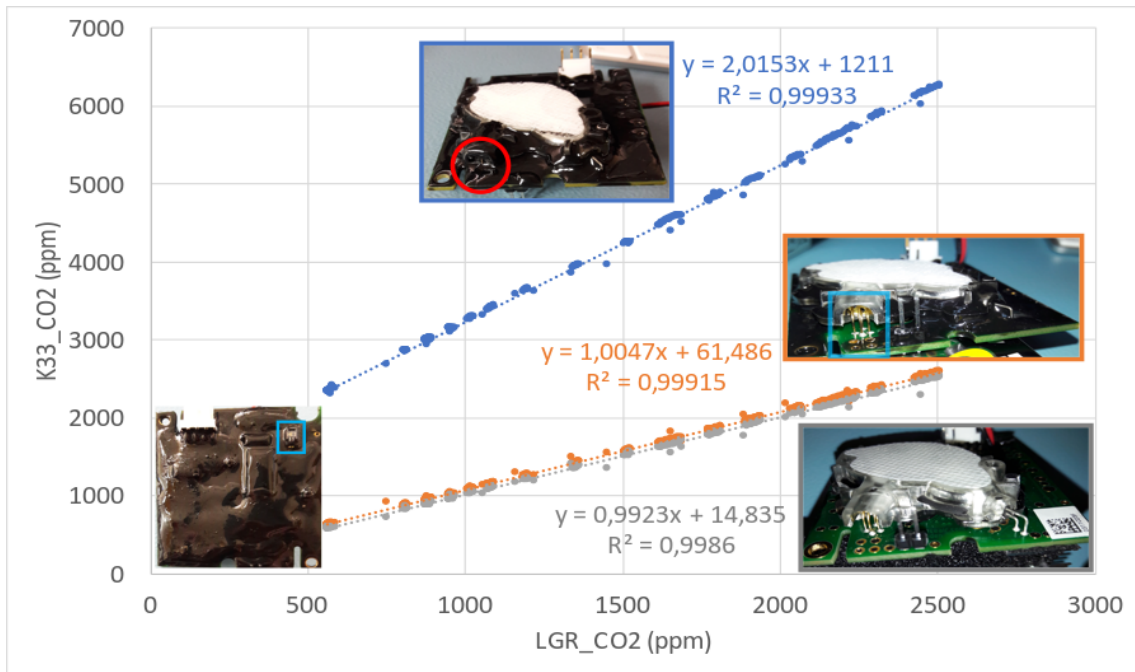 7000
6000
5000
4000
3000
2000
1000
0
K33_CO2 (ppm)
y = 2,0153x + 1211
R² = 0,99933
y = 1,0047x + 61,486
R² = 0,99915
y = 0,9923x + 14,835
R² = 0,9986
0
500
1000
1500
2000
2500
3000
LGR_CO2 (ppm)